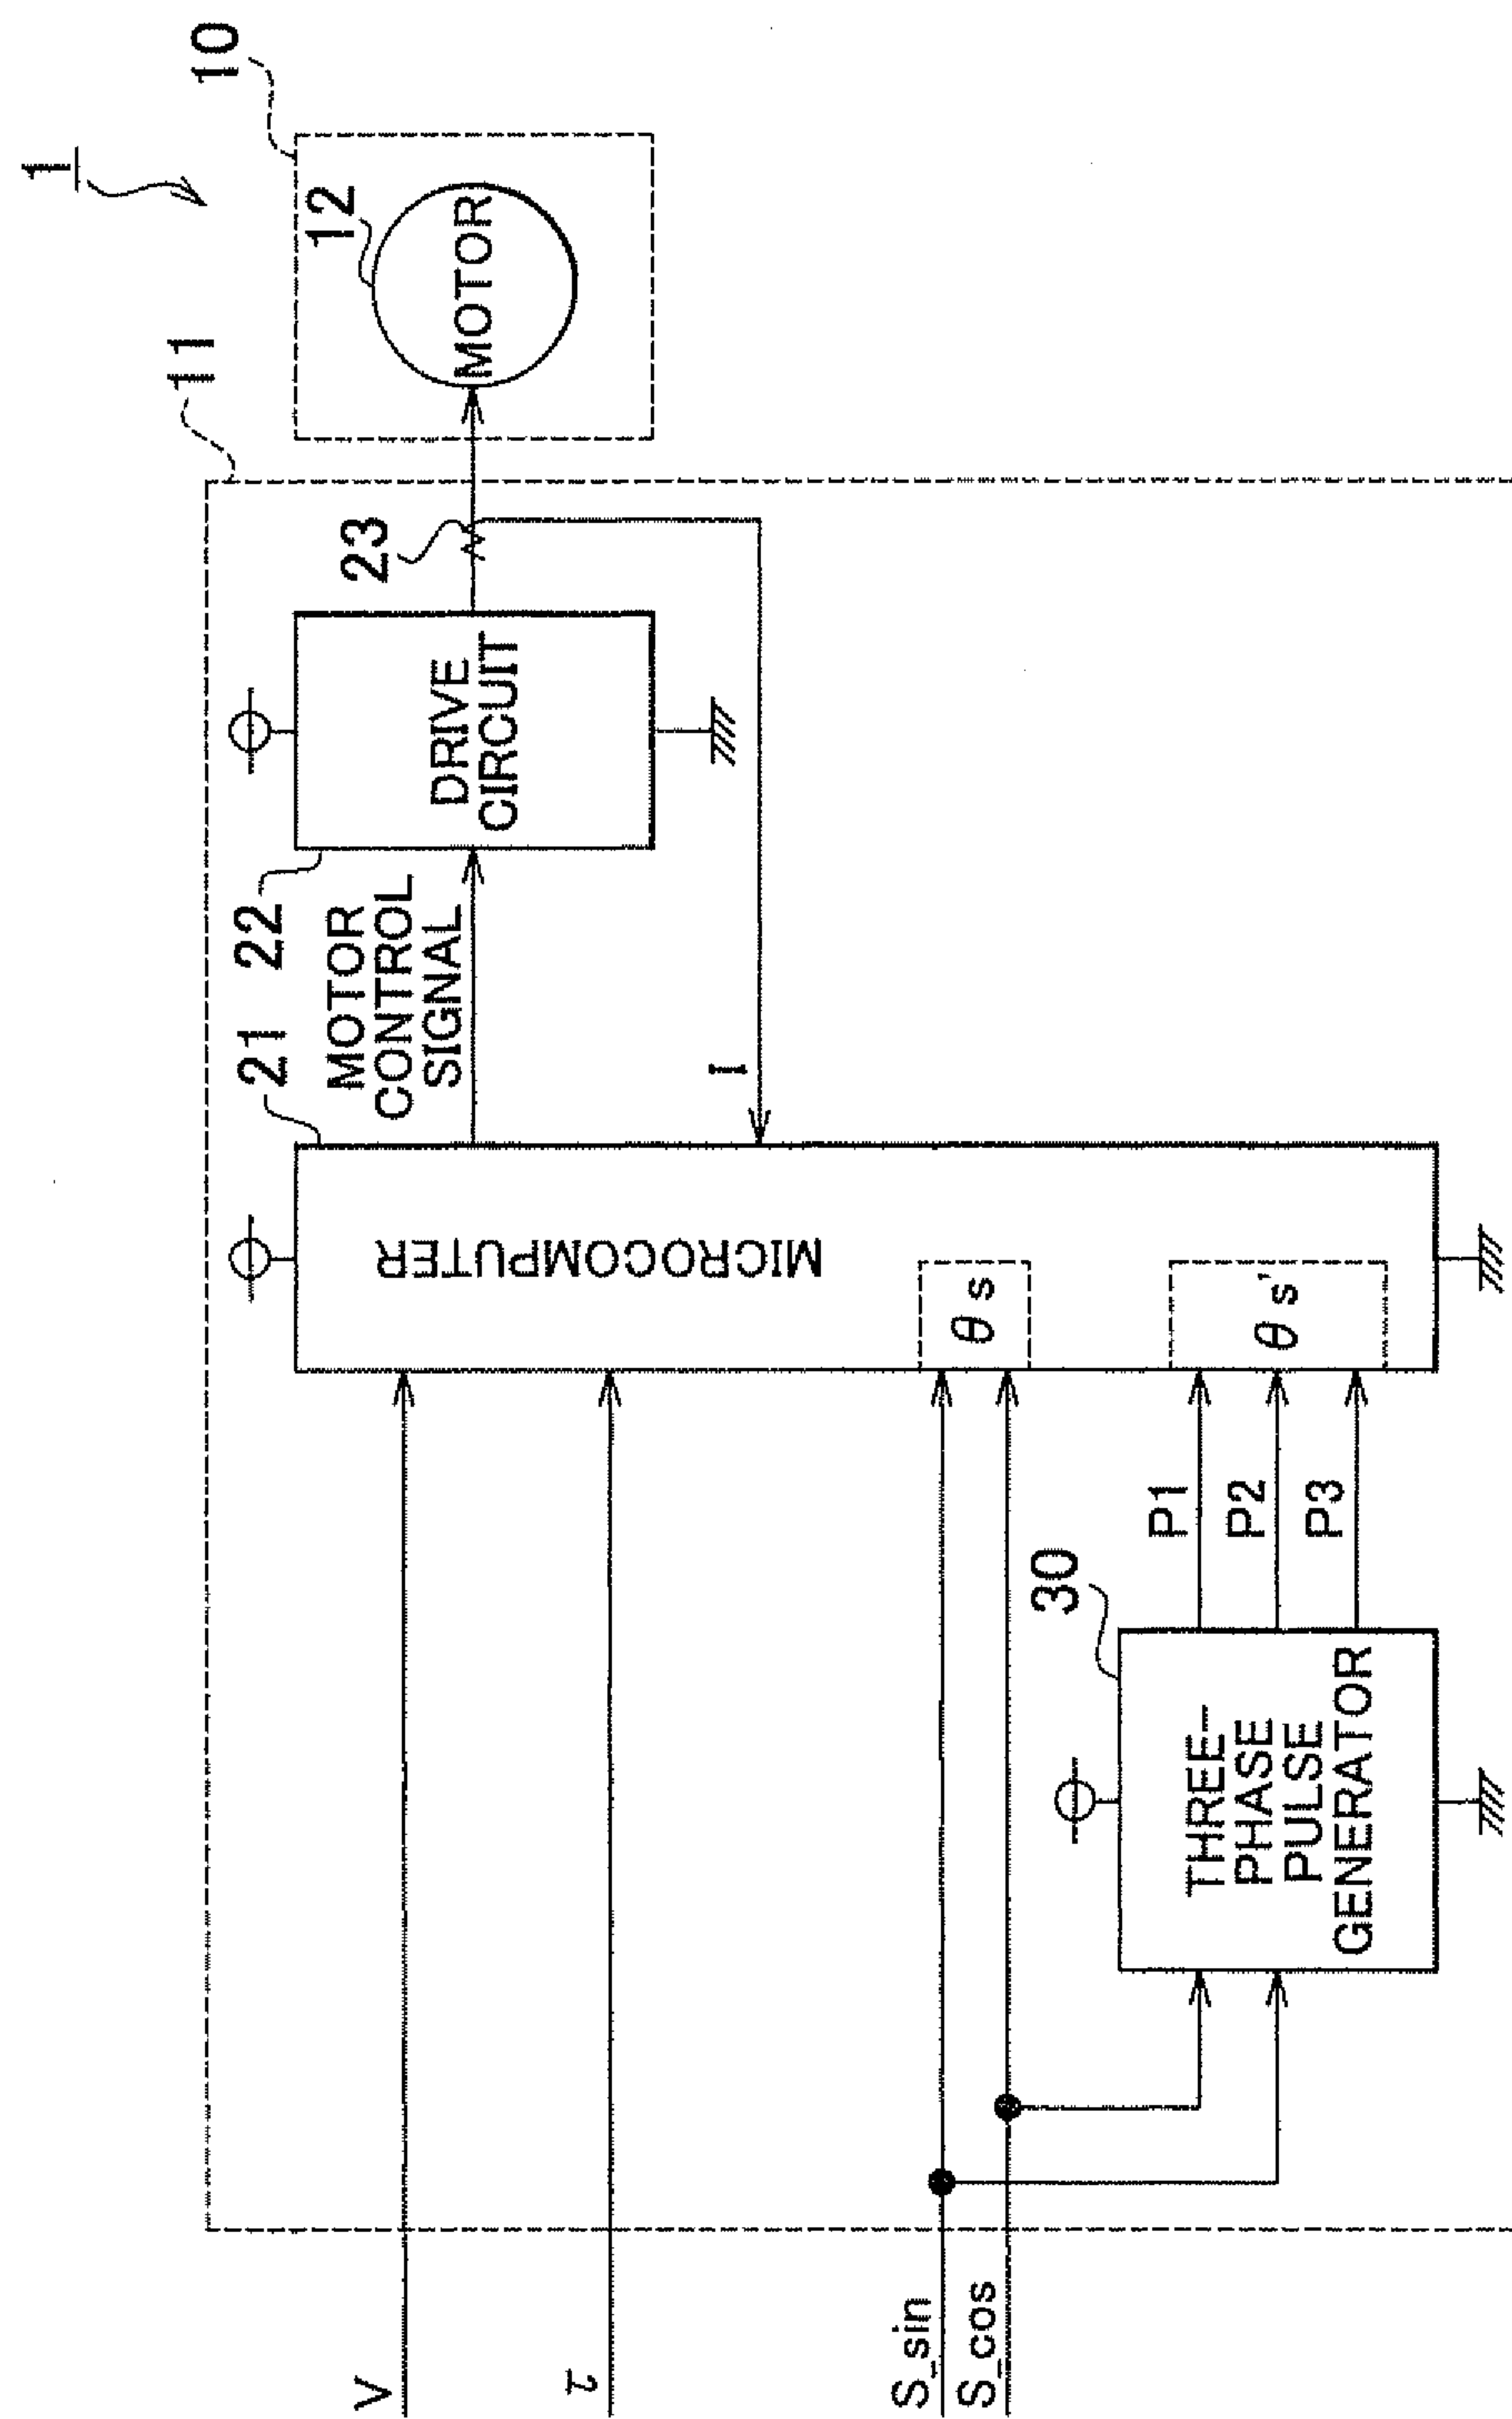 1
10
11
12
MOTOR
23
22
DRIVE
CIRCUIT
MOTOR
CONTROL
SIGNAL
21
I
MICROCOMPUTER
θs
θs'
V
τ
S_sin
S_cos
P1
P2
P3
30
THREE-
PHASE
PULSE
GENERATOR